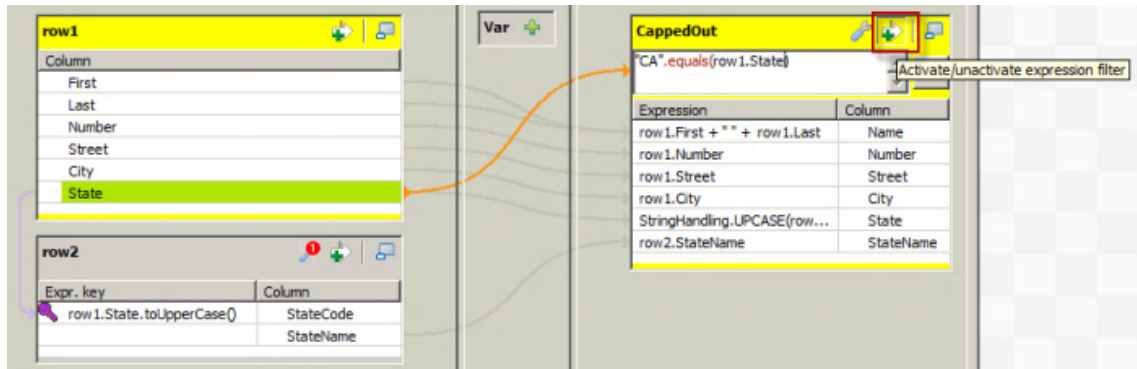 row1
Column
First
Last
Number
Street
City
State
row2
Expr. key Column
row1.State.toUpperCase() StateCode
StateName
Var
CappedOut
"CA".equals(row1.State)
Activate/unactivate expression filter
Expression Column
row1.First + " " + row1.Last Name
row1.Number Number
row1.Street Street
row1.City City
StringHandling.UPCASE(row... State
row2.StateName StateName